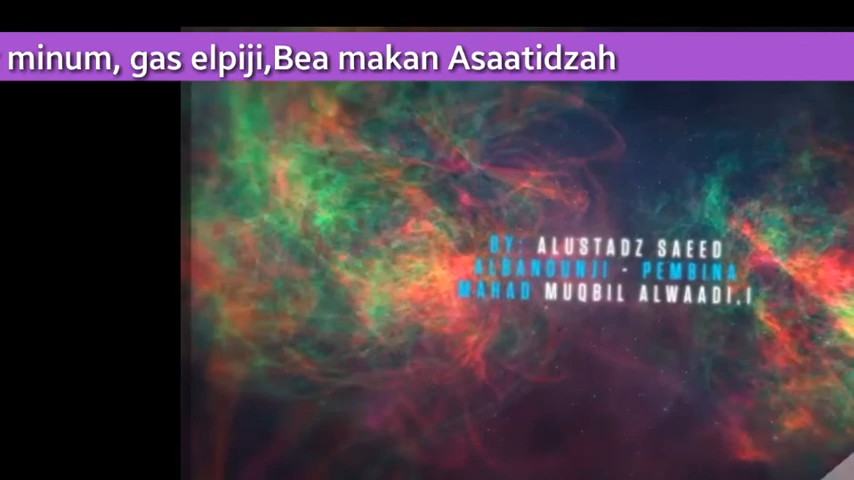 minum, gas elpiji,Bea makan Asaatidzah
BY: ALUSTADZ SAEED
ALBANOUNJI - PEMBINA
MAHAD MUQBIL ALWAADI.I